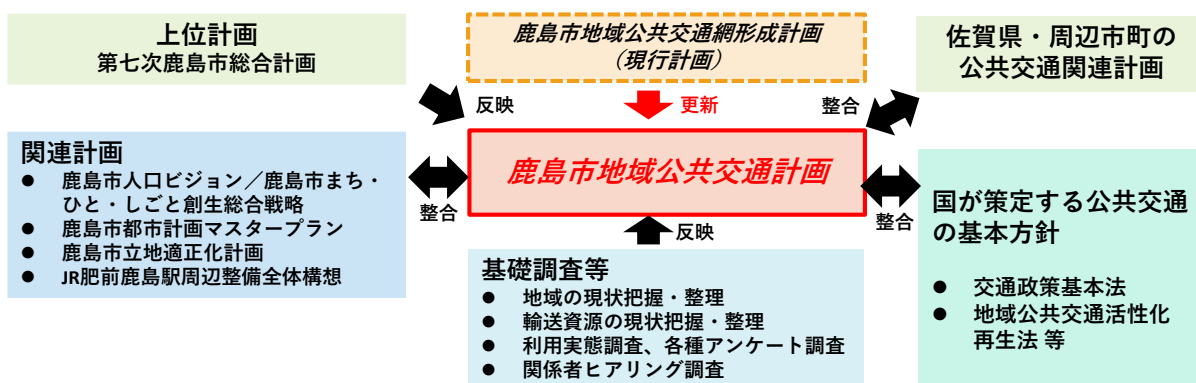 上位計画
第七次鹿島市総合計画
鹿島市地域公共交通網形成計画
(現行計画)
佐賀県・周辺市町の
公共交通関連計画
反映
更新
整合
関連計画
● 鹿島市人口ビジョン／鹿島市まち・
ひと・しごと創生総合戦略
● 鹿島市都市計画マスタープラン
● 鹿島市立地適正化計画
● JR肥前鹿島駅周辺整備全体構想
整合
鹿島市地域公共交通計画
整合
国が策定する公共交通
の基本方針
● 交通政策基本法
● 地域公共交通活性化
再生法 等
反映
基礎調査等
● 地域の現状把握・整理
● 輸送資源の現状把握・整理
● 利用実態調査、各種アンケート調査
● 関係者ヒアリング調査